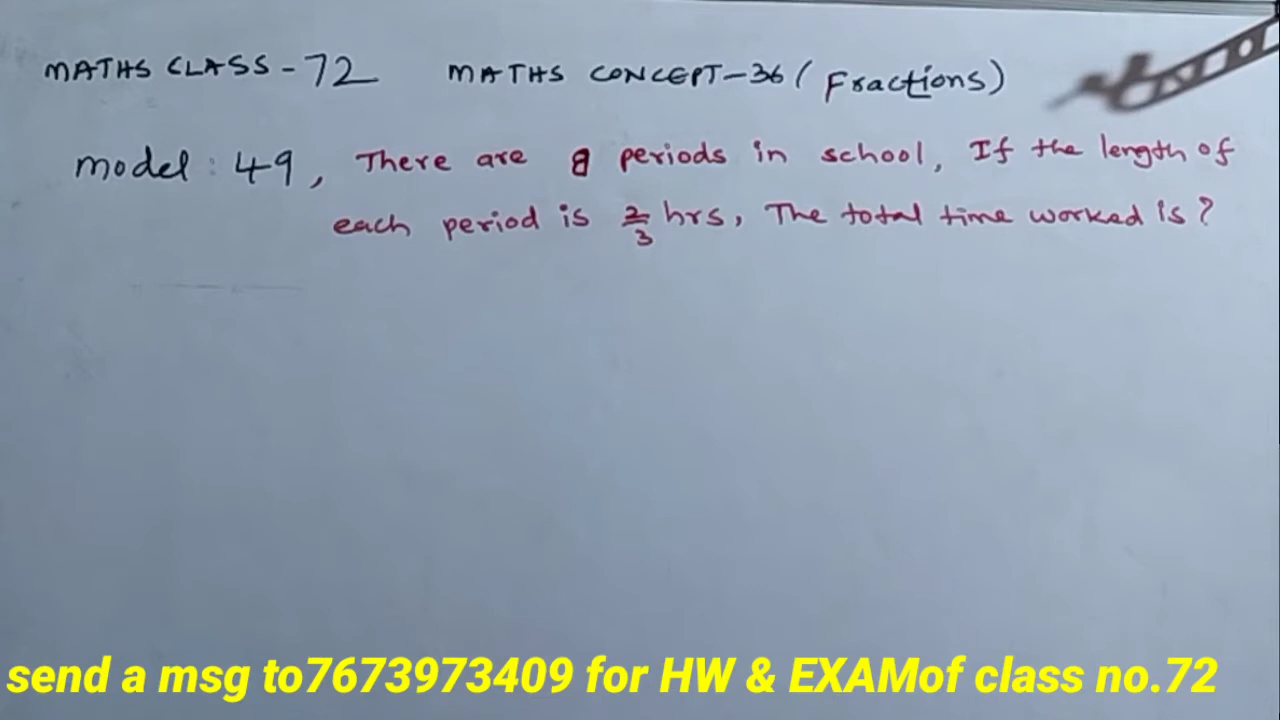 MATHS CLASS-72 MATHS CONCEPT-36 (Fractions)
model: 49, There are 8 periods in school, If the length of
each period is 2/3 hrs, The total time worked is?
send a msg to7673973409 for HW & EXAMof class no.72